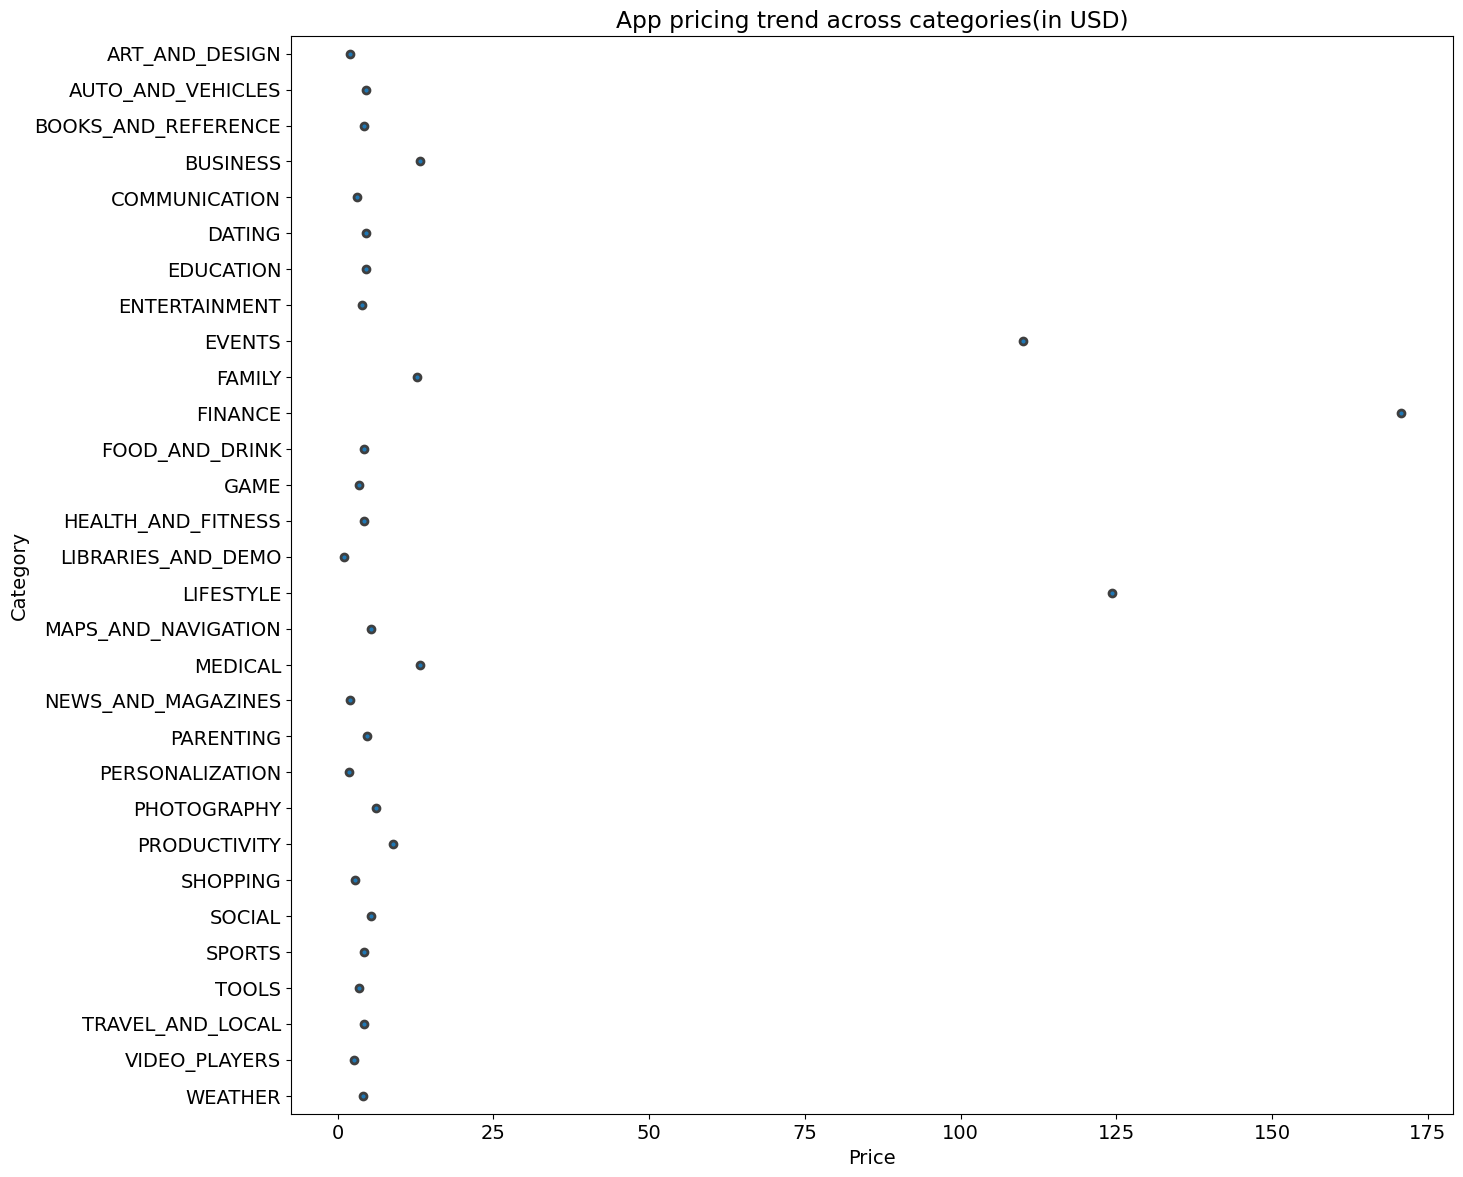 App pricing trend across categories(in USD)
ART_AND_DESIGN
AUTO_AND_VEHICLES
BOOKS_AND_REFERENCE
BUSINESS
COMMUNICATION
DATING
EDUCATION
ENTERTAINMENT
EVENTS
FAMILY
FINANCE
FOOD_AND_DRINK
GAME
HEALTH_AND_FITNESS
LIBRARIES_AND_DEMO
LIFESTYLE
MAPS_AND_NAVIGATION
MEDICAL
NEWS_AND_MAGAZINES
PARENTING
PERSONALIZATION
PHOTOGRAPHY
PRODUCTIVITY
SHOPPING
SOCIAL
SPORTS
TOOLS
TRAVEL_AND_LOCAL
VIDEO_PLAYERS
WEATHER
Category
0 25 50 75 100 125 150 175
Price